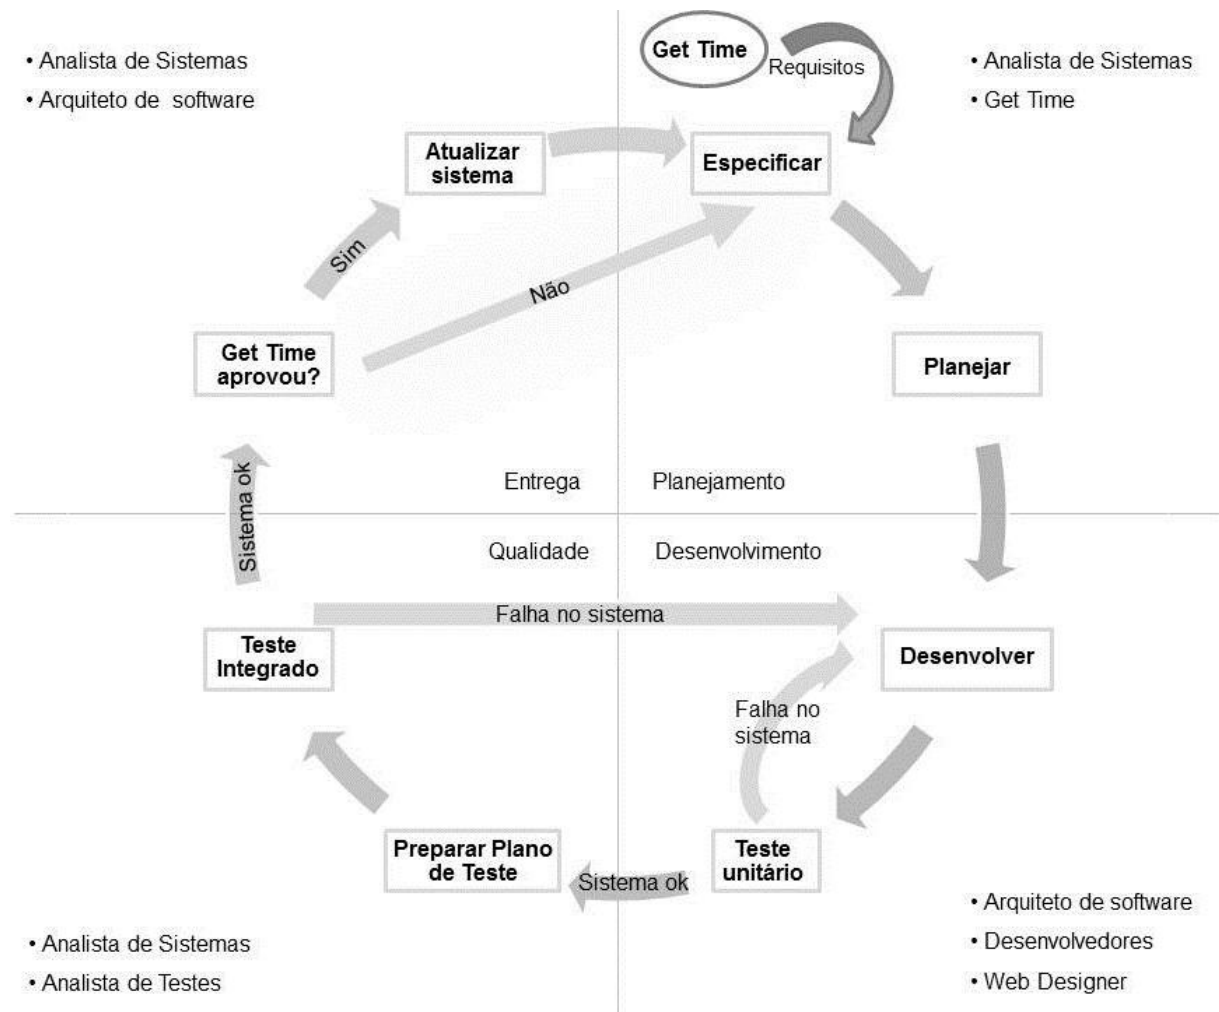 • Analista de Sistemas
• Arquiteto de software
Get Time
Requisitos
• Analista de Sistemas
• Get Time
Atualizar
sistema
Especificar
Sim
Não
Get Time
aprovou?
Planejar
Sistema ok
Entrega
Planejamento
Qualidade
Desenvolvimento
Falha no sistema
Teste
Integrado
Desenvolver
Falha no
sistema
Preparar Plano
de Teste
Sistema ok
Teste
unitário
• Analista de Sistemas
• Analista de Testes
• Arquiteto de software
• Desenvolvedores
• Web Designer